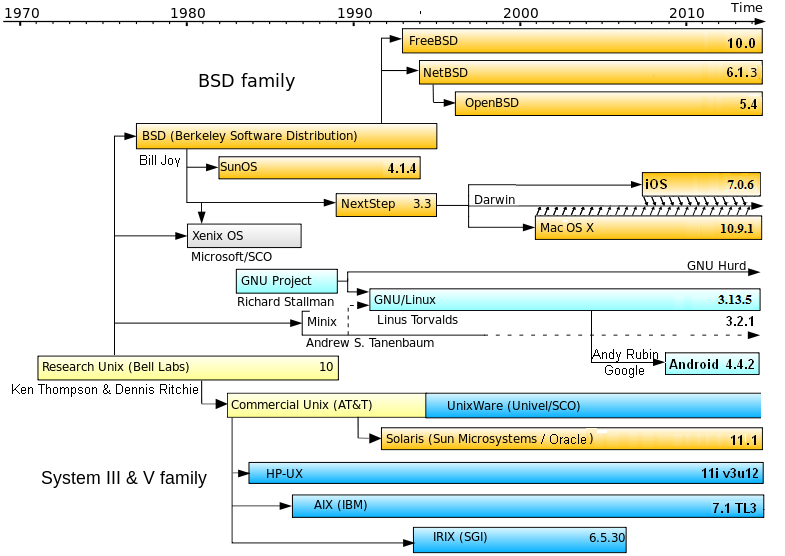 1970 1980 1990 2000 2010 Time
FreeBSD 10.0
NetBSD 6.1.3
OpenBSD 5.4
BSD family
BSD (Berkeley Software Distribution)
Bill Joy
SunOS 4.1.4
iOS 7.0.6
NextStep 3.3
Darwin
Mac OS X 10.9.1
Xenix OS
Microsoft/SCO
GNU Hurd
GNU Project
Richard Stallman
GNU/Linux 3.13.5
Linus Torvalds
Minix 3.2.1
Andrew S. Tanenbaum
Andy Rubin
Google
Android 4.4.2
Research Unix (Bell Labs) 10
Ken Thompson & Dennis Ritchie
Commercial Unix (AT&T)
UnixWare (Univel/SCO)
Solaris (Sun Microsystems / Oracle) 11.1
System III & V family
HP-UX 11i v3u12
AIX (IBM) 7.1 TL3
IRIX (SGI) 6.5.30